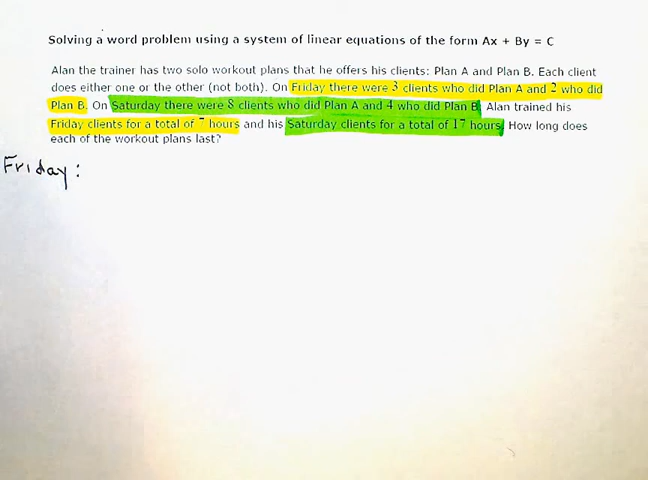 Solving a word problem using a system of linear equations of the form Ax + By = C
Alan the trainer has two solo workout plans that he offers his clients: Plan A and Plan B. Each client
does either one or the other (not both). On Friday there were 3 clients who did Plan A and 2 who did
Plan B. On Saturday there were 8 clients who did Plan A and 4 who did Plan B. Alan trained his
Friday clients for a total of 7 hours and his Saturday clients for a total of 17 hours. How long does
each of the workout plans last?
Friday: